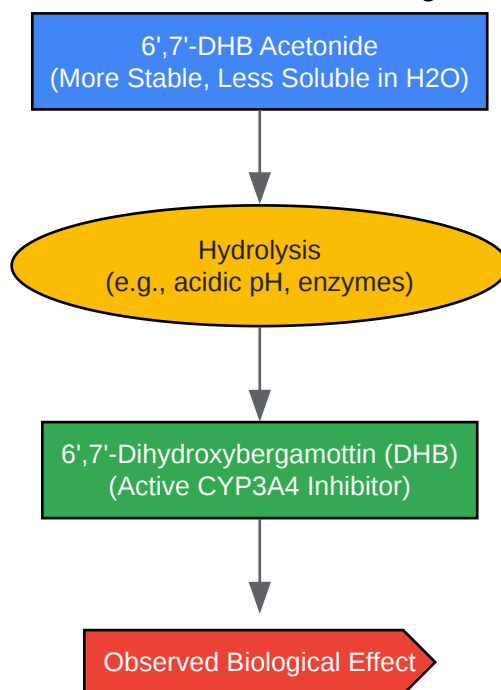 6',7'-DHB Acetonide
(More Stable, Less Soluble in H2O)
Hydrolysis
(e.g., acidic pH, enzymes)
6',7'-Dihydroxybergamottin (DHB)
(Active CYP3A4 Inhibitor)
Observed Biological Effect